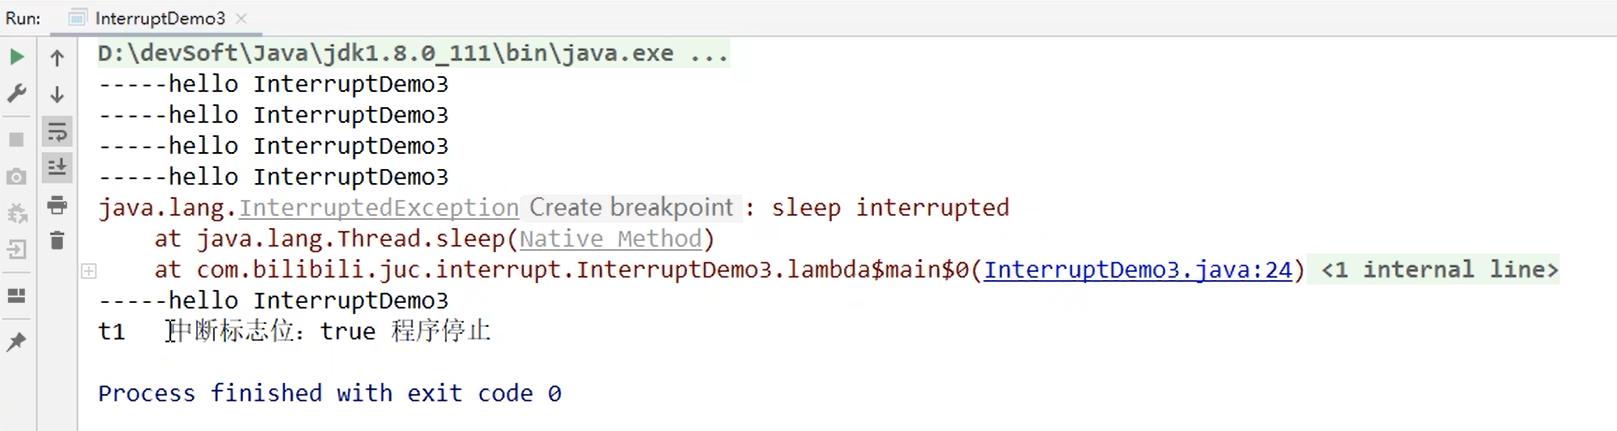 Run: InterruptDemo3
D:\devSoft\Java\jdk1.8.0_111\bin\java.exe ...
-----hello InterruptDemo3
-----hello InterruptDemo3
-----hello InterruptDemo3
-----hello InterruptDemo3
java.lang.InterruptedException Create breakpoint : sleep interrupted
at java.lang.Thread.sleep(Native Method)
at com.bilibili.juc.interrupt.InterruptDemo3.lambda$main$0(InterruptDemo3.java:24) <1 internal line>
-----hello InterruptDemo3
t1 中断标志位：true 程序停止
Process finished with exit code 0